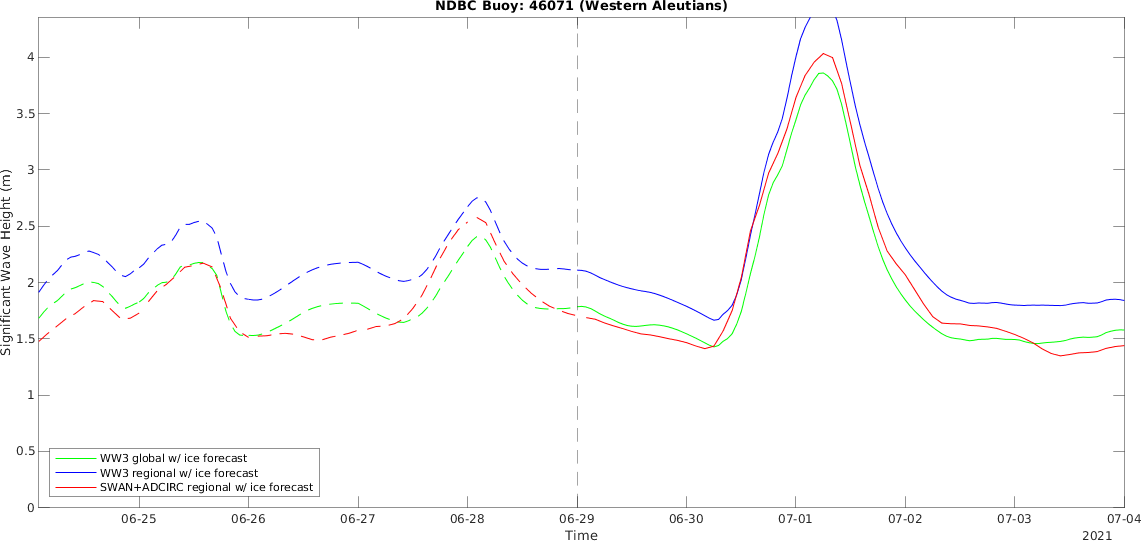 NDBC Buoy: 46071 (Western Aleutians)
Significant Wave Height (m)
4
3.5
3
2.5
2
1.5
1
0.5
0
WW3 global w/ ice forecast
WW3 regional w/ ice forecast
SWAN+ADCIRC regional w/ ice forecast
06-25 06-26 06-27 06-28 06-29 06-30 07-01 07-02 07-03 07-04
Time
2021